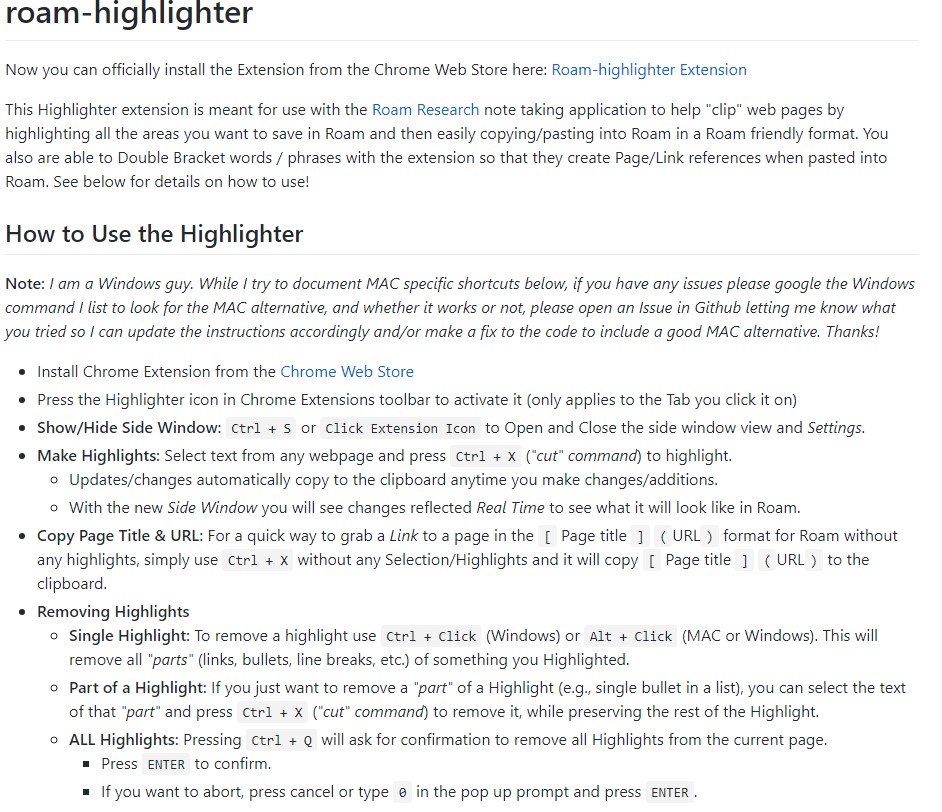 roam-highlighter
Now you can officially install the Extension from the Chrome Web Store here: Roam-highlighter Extension
This Highlighter extension is meant for use with the Roam Research note taking application to help "clip" web pages by
highlighting all the areas you want to save in Roam and then easily copying/pasting into Roam in a Roam friendly format. You
also are able to Double Bracket words / phrases with the extension so that they create Page/Link references when pasted into
Roam. See below for details on how to use!
How to Use the Highlighter
Note: I am a Windows guy. While I try to document MAC specific shortcuts below, if you have any issues please google the Windows
command I list to look for the MAC alternative, and whether it works or not, please open an Issue in Github letting me know what
you tried so I can update the instructions accordingly and/or make a fix to the code to include a good MAC alternative. Thanks!
• Install Chrome Extension from the Chrome Web Store
• Press the Highlighter icon in Chrome Extensions toolbar to activate it (only applies to the Tab you click it on)
• Show/Hide Side Window: Ctrl + S or Click Extension Icon to Open and Close the side window view and Settings.
• Make Highlights: Select text from any webpage and press Ctrl + X ("cut" command) to highlight.
◦ Updates/changes automatically copy to the clipboard anytime you make changes/additions.
◦ With the new Side Window you will see changes reflected Real Time to see what it will look like in Roam.
• Copy Page Title & URL: For a quick way to grab a Link to a page in the [ Page title ] ( URL ) format for Roam without
any highlights, simply use Ctrl + X without any Selection/Highlights and it will copy [ Page title ] ( URL ) to the
clipboard.
• Removing Highlights
◦ Single Highlight: To remove a highlight use Ctrl + Click (Windows) or Alt + Click (MAC or Windows). This will
remove all "parts" (links, bullets, line breaks, etc.) of something you Highlighted.
◦ Part of a Highlight: If you just want to remove a "part" of a Highlight (e.g., single bullet in a list), you can select the text
of that "part" and press Ctrl + X ("cut" command) to remove it, while preserving the rest of the Highlight.
◦ ALL Highlights: Pressing Ctrl + Q will ask for confirmation to remove all Highlights from the current page.
▪ Press ENTER to confirm.
▪ If you want to abort, press cancel or type 0 in the pop up prompt and press ENTER .